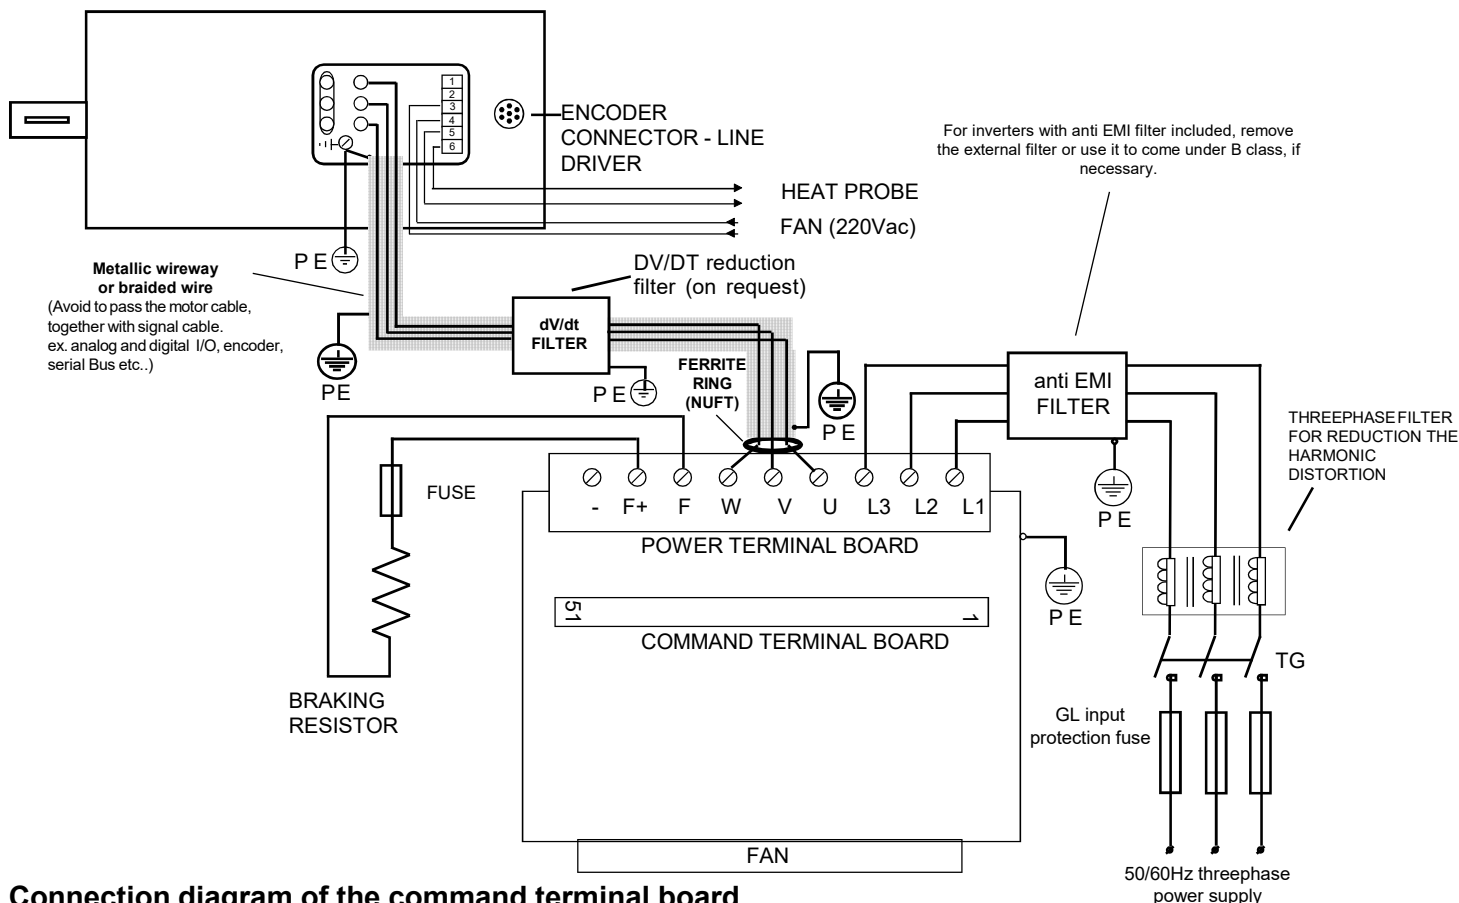 1
2
3
4
5
6
ENCODER
CONNECTOR - LINE
DRIVER
HEAT PROBE
FAN (220Vac)
For inverters with anti EMI filter included, remove
the external filter or use it to come under B class, if
necessary.
P E
Metallic wireway
or braided wire
(Avoid to pass the motor cable,
together with signal cable.
ex. analog and digital I/O, encoder,
serial Bus etc..)
PE
DV/DT reduction
filter (on request)
dV/dt
FILTER
P E
FERRITE
RING
(NUFT)
P E
anti EMI
FILTER
P E
THREEPHASE FILTER
FOR REDUCTION THE
HARMONIC
DISTORTION
FUSE
- F+ F W V U L3 L2 L1
POWER TERMINAL BOARD
P E
51 1
COMMAND TERMINAL BOARD
BRAKING
RESISTOR
TG
GL input
protection fuse
FAN
50/60Hz threephase
power supply
Connection diagram of the command terminal board